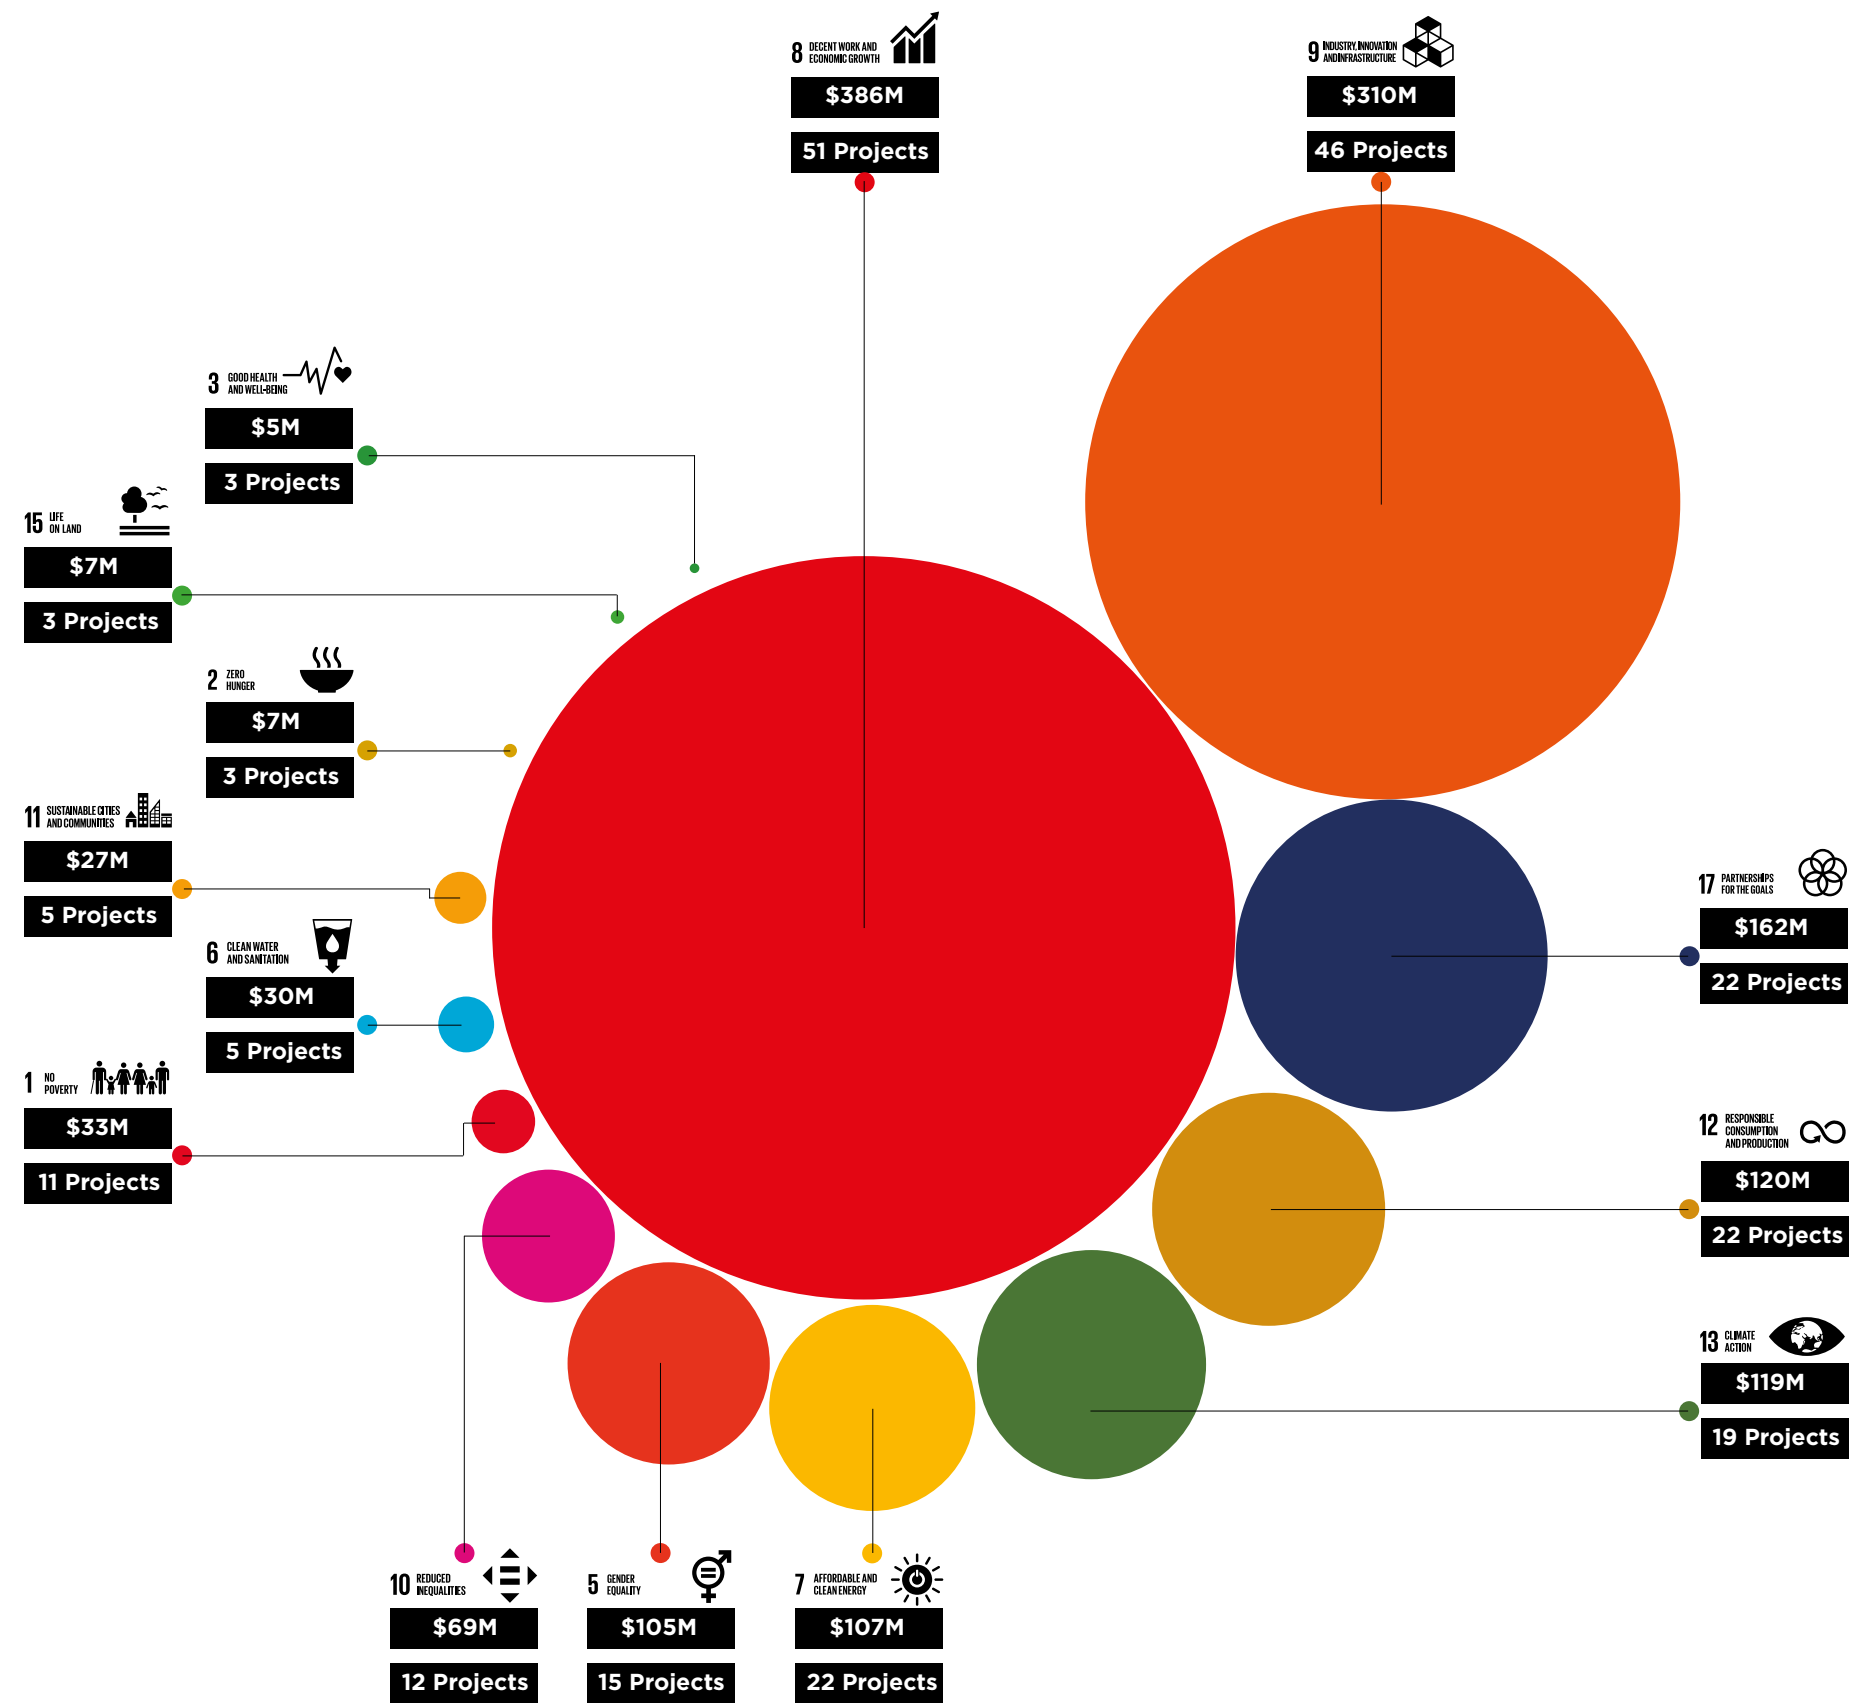 8 DECENT WORK AND
ECONOMIC GROWTH
$386M
51 Projects
9 INDUSTRY, INNOVATION
AND INFRASTRUCTURE
$310M
46 Projects
3 GOOD HEALTH
AND WELL-BEING
$5M
3 Projects
15 LIFE
ON LAND
$7M
3 Projects
2 ZERO
HUNGER
$7M
3 Projects
11 SUSTAINABLE CITIES
AND COMMUNITIES
$27M
5 Projects
6 CLEAN WATER
AND SANITATION
$30M
5 Projects
1 NO
POVERTY
$33M
11 Projects
17 PARTNERSHIPS
FOR THE GOALS
$162M
22 Projects
12 RESPONSIBLE
CONSUMPTION
AND PRODUCTION
$120M
22 Projects
13 CLIMATE
ACTION
$119M
19 Projects
10 REDUCED
INEQUALITIES
$69M
12 Projects
5 GENDER
EQUALITY
$105M
15 Projects
7 AFFORDABLE AND
CLEAN ENERGY
$107M
22 Projects